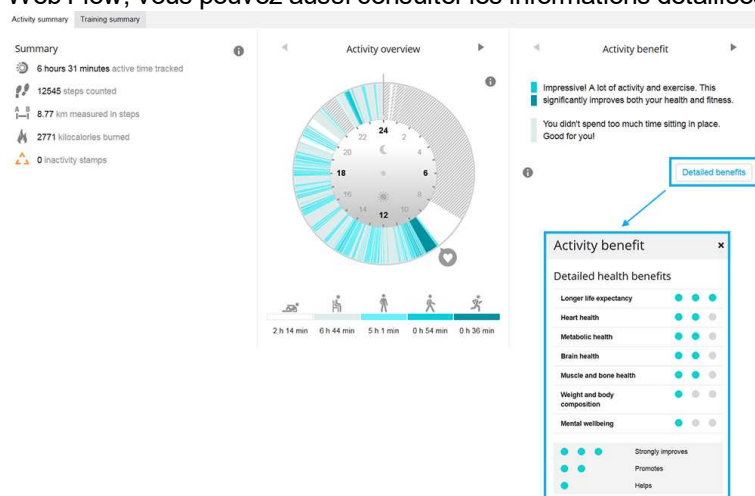 Web Flow, vous pouvez aussi consulter les informations détaillées
Activity summary Training summary
Summary
6 hours 31 minutes active time tracked
12545 steps counted
A B
8.77 km measured in steps
2771 kilocalories burned
0 inactivity stamps
Activity overview
24
22 2
20 4
18 6
16 8
14 10
12
2 h 14 min 6 h 44 min 5 h 1 min 0 h 54 min 0 h 36 min
Activity benefit
Impressive! A lot of activity and exercise. This
significantly improves both your health and fitness.
You didn't spend too much time sitting in place.
Good for you!
Detailed benefits
Activity benefit ×
Detailed health benefits
Longer life expectancy
Heart health
Metabolic health
Brain health
Muscle and bone health
Weight and body
composition
Mental wellbeing
Strongly improves
Promotes
Helps